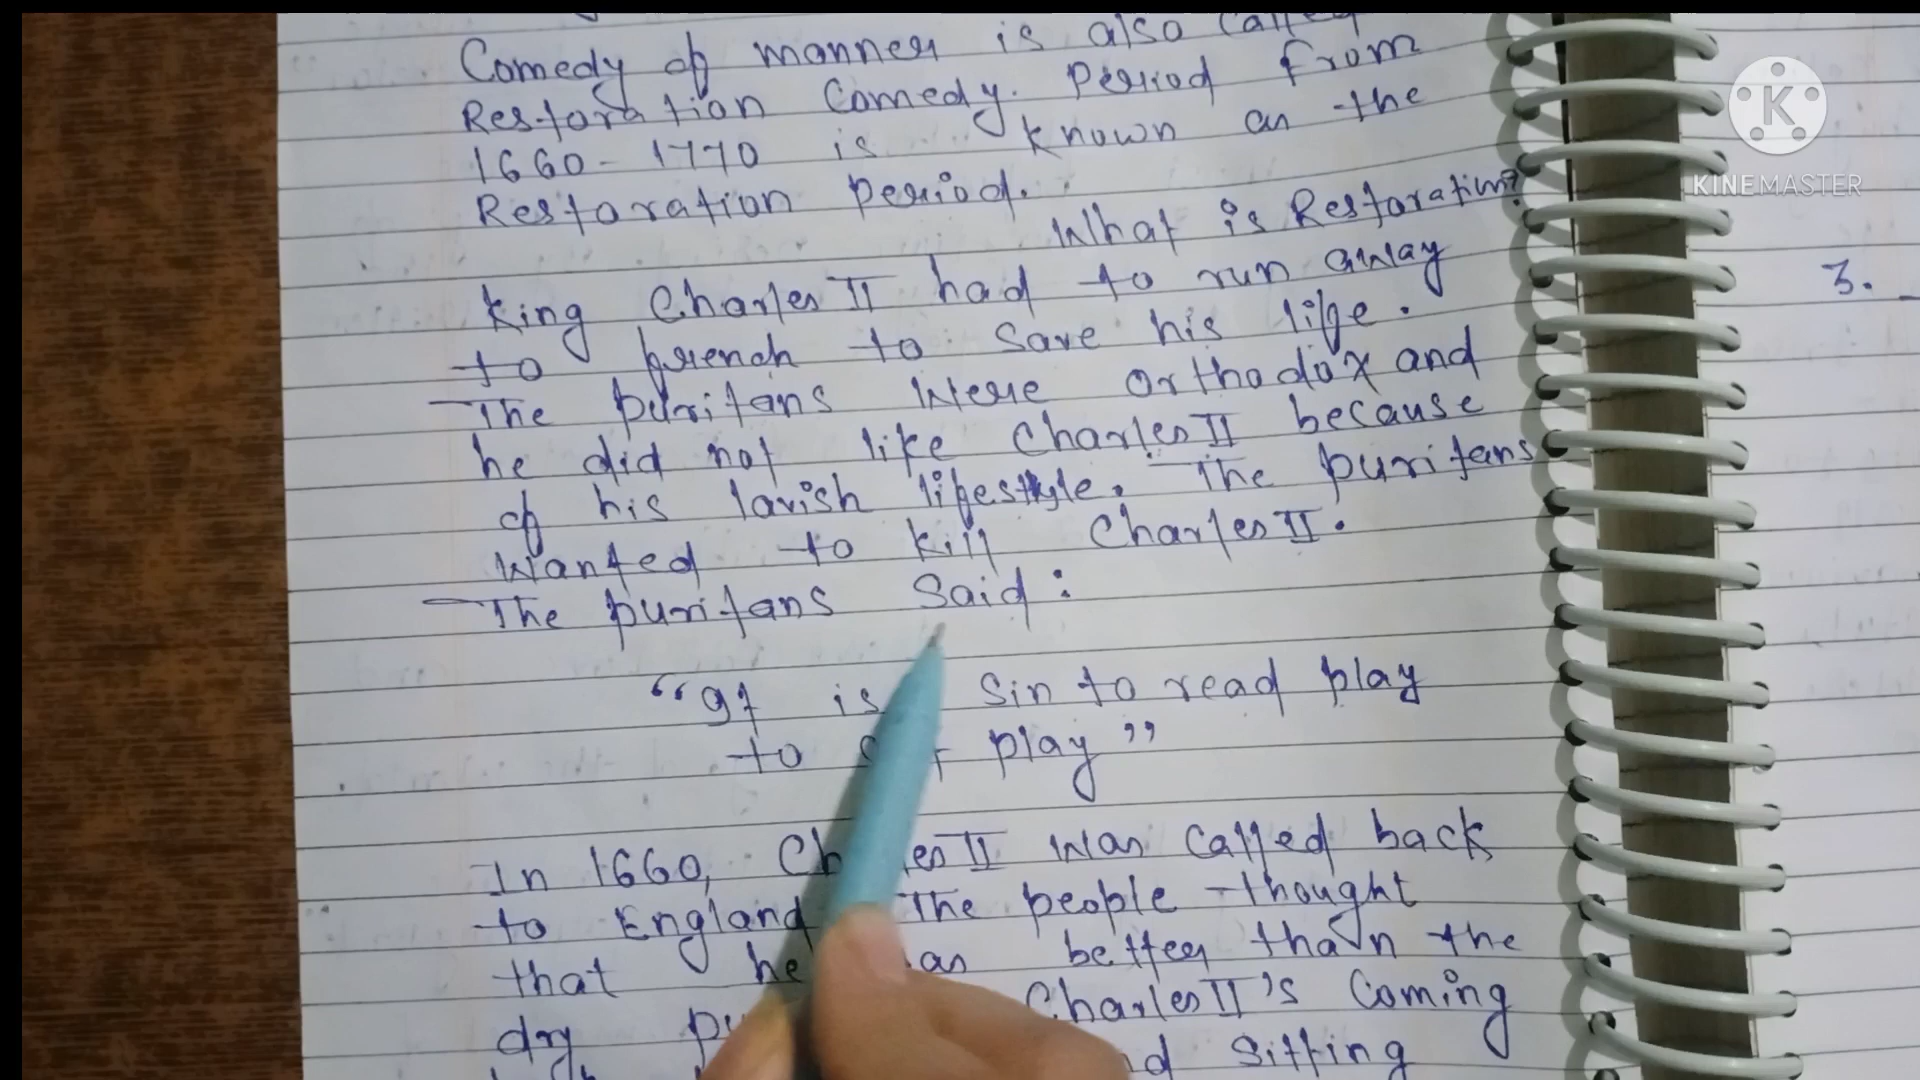 Comedy of manner is also called
Restoration Comedy. Period from
1660-1770 is known as the
Restoration Period.
What is Restoration?
King Charles II had to run away
to french to save his life.
The puritans were orthodox and
he did not like Charles II because
of his lavish lifestyle. The puritans
wanted to kill Charles II.
The puritans said:
"It is sin to read play
to play"
In 1660, Charles II was called back
to England The people thought
that he was better than the
dry Charles II's coming
sitting
3.
K
KINEMASTER